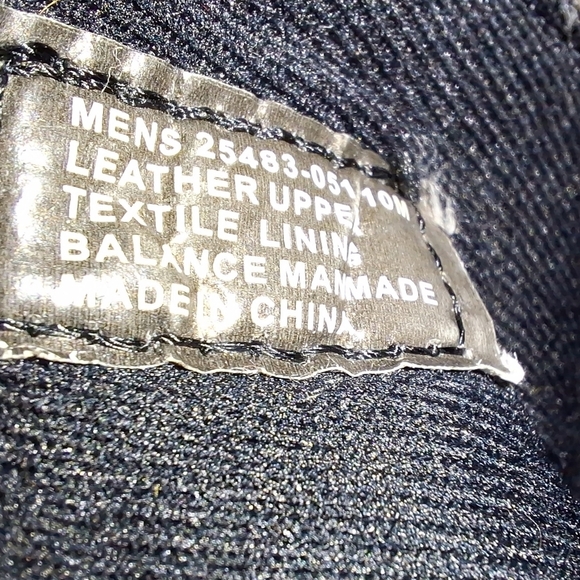 MENS 25483-051 10M
LEATHER UPPER
TEXTILE LINING
BALANCE MANMADE
MADE IN CHINA